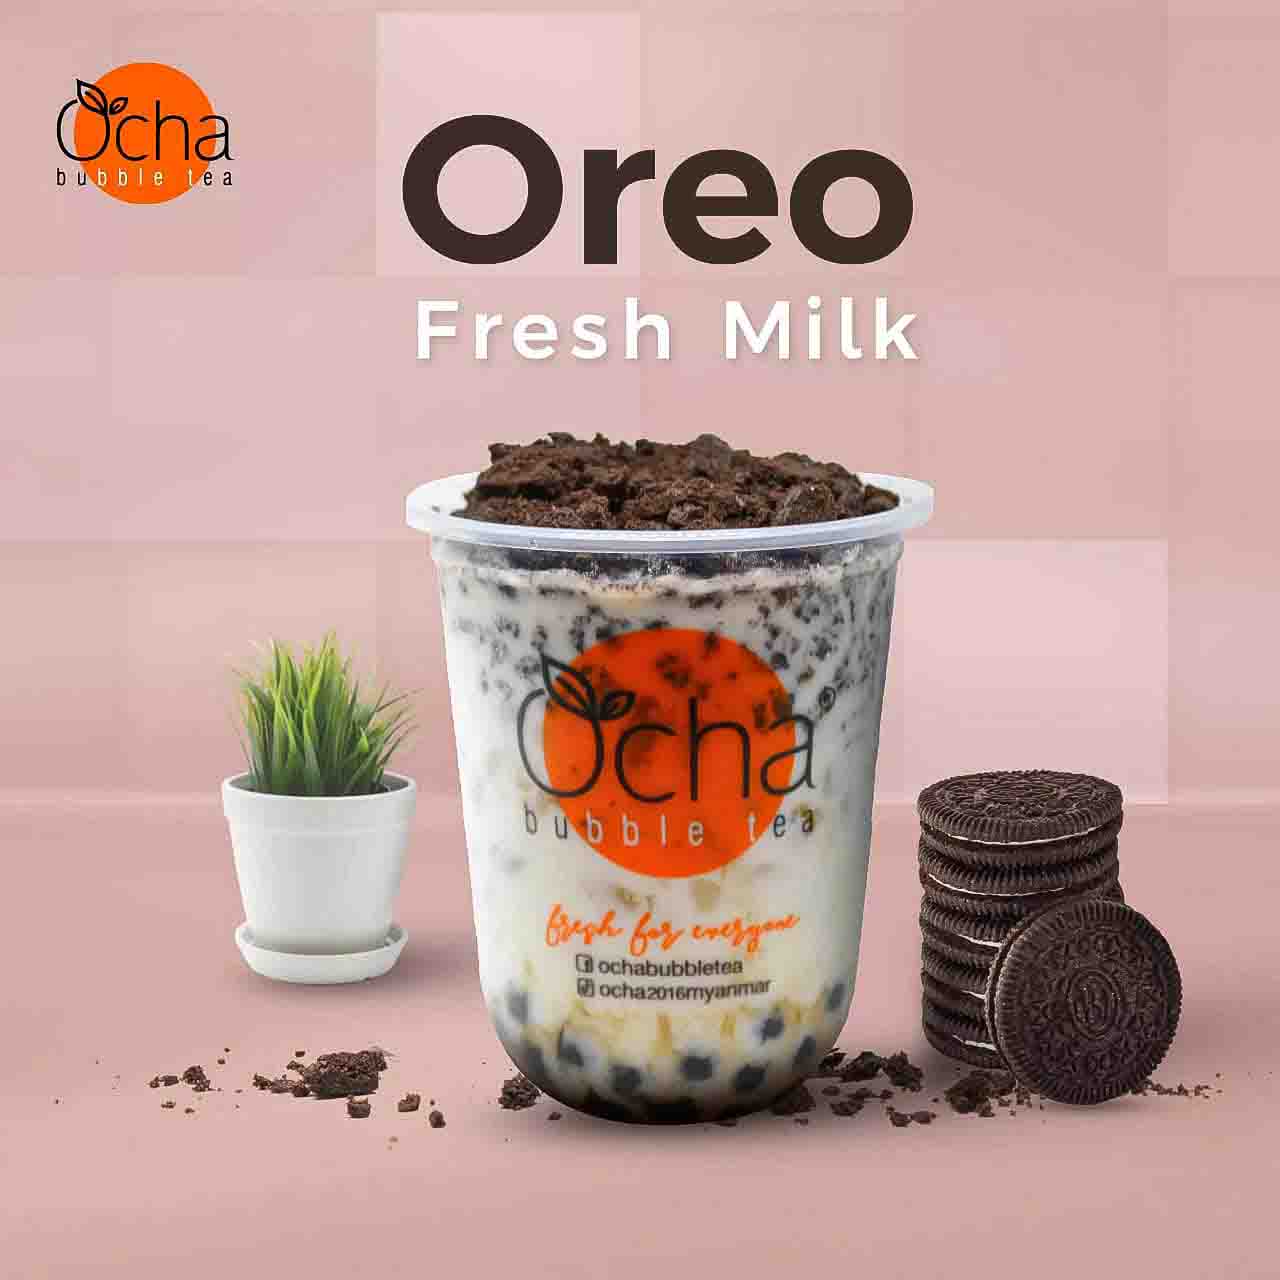 Ocha
bubble tea
Oreo
Fresh Milk
Ocha®
bubble tea
fresh for everyone
ochabubbletea
ocha2016myanmar